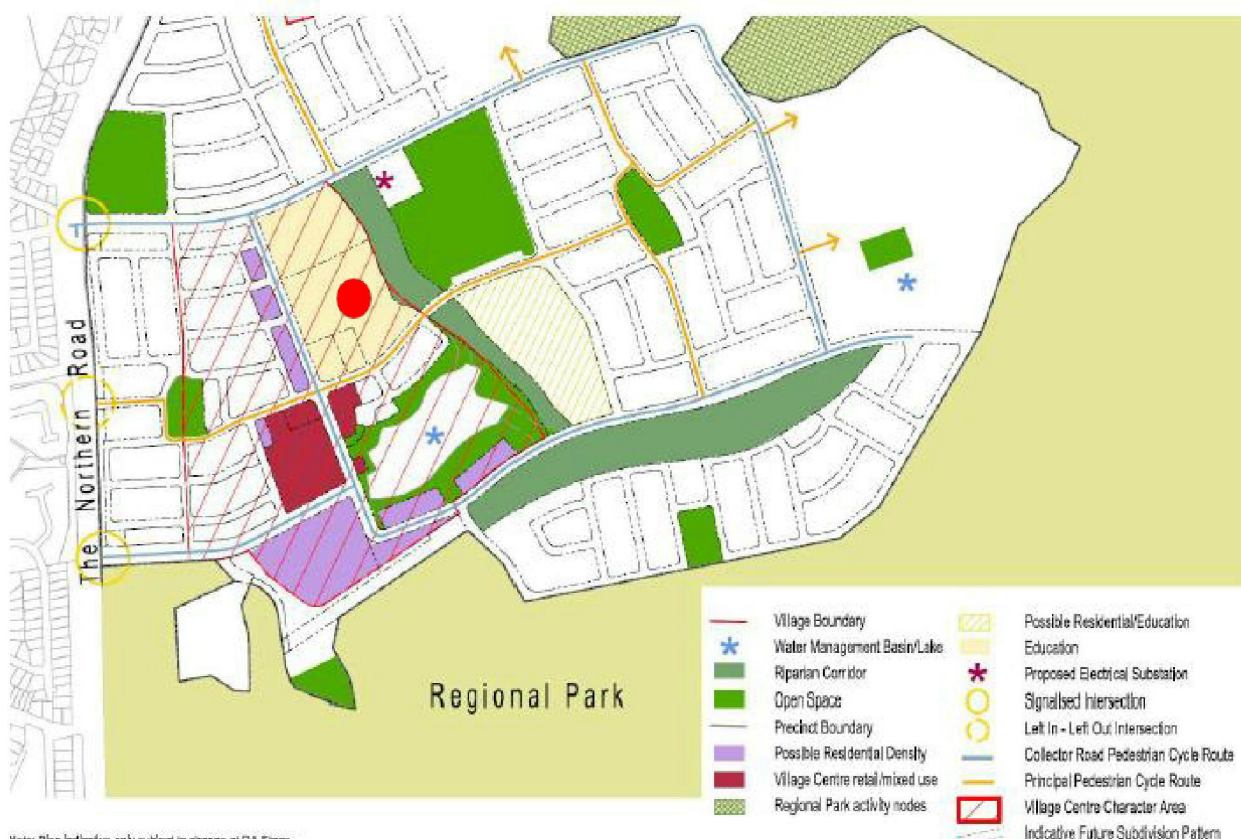 The Northern Road
Regional Park
Village Boundary
Water Management Basin/Lake
Riparian Corridor
Open Space
Precinct Boundary
Possible Residential Density
Village Centre retail/mixed use
Regional Park activity nodes
Possible Residential/Education
Education
Proposed Electrical Substation
Signalised Intersection
Left In - Left Out Intersection
Collector Road Pedestrian Cycle Route
Principal Pedestrian Cycle Route
Village Centre Character Area
Indicative Future Subdivision Pattern